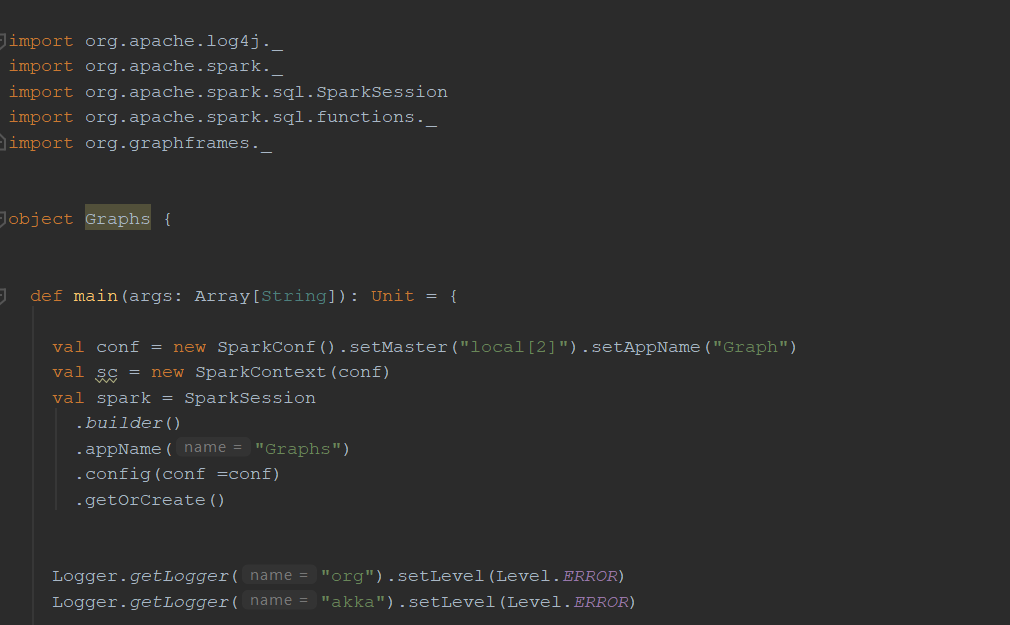 import org.apache.log4j._
import org.apache.spark._
import org.apache.spark.sql.SparkSession
import org.apache.spark.sql.functions._
import org.graphframes._
object Graphs {
def main(args: Array[String]): Unit = {
val conf = new SparkConf().setMaster("local[2]").setAppName("Graph")
val sc = new SparkContext(conf)
val spark = SparkSession
.builder()
.appName( name = "Graphs")
.config(conf =conf)
.getOrCreate()
Logger.getLogger( name = "org").setLevel(Level.ERROR)
Logger.getLogger( name = "akka").setLevel(Level.ERROR)